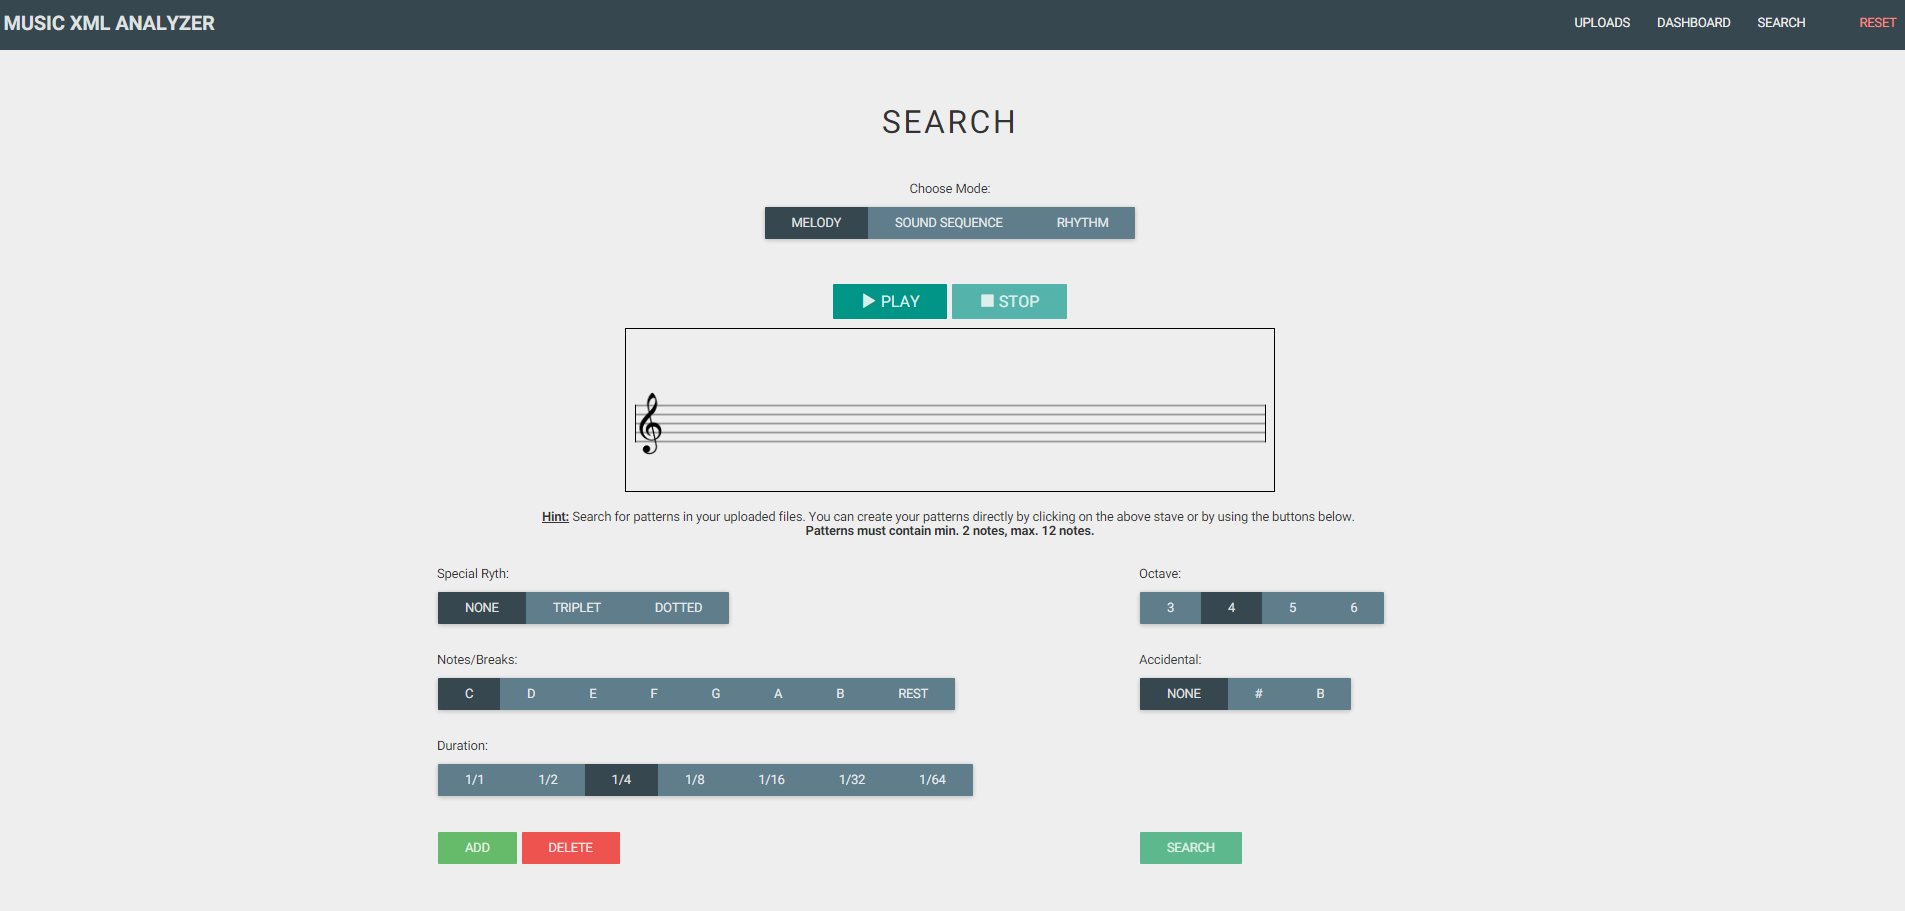 MUSIC XML ANALYZER
UPLOADS DASHBOARD SEARCH RESET
SEARCH
Choose Mode:
MELODY SOUND SEQUENCE RHYTHM
PLAY STOP
Hint: Search for patterns in your uploaded files. You can create your patterns directly by clicking on the above stave or by using the buttons below.
Patterns must contain min. 2 notes, max. 12 notes.
Special Ryth:
NONE TRIPLET DOTTED
Octave:
3 4 5 6
Notes/Breaks:
C D E F G A B REST
Accidental:
NONE # B
Duration:
1/1 1/2 1/4 1/8 1/16 1/32 1/64
ADD DELETE
SEARCH